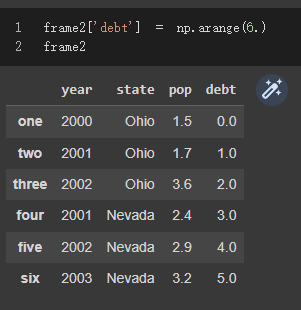 1 frame2['debt'] = np.arange(6.)
2 frame2
year state pop debt
one 2000 Ohio 1.5 0.0
two 2001 Ohio 1.7 1.0
three 2002 Ohio 3.6 2.0
four 2001 Nevada 2.4 3.0
five 2002 Nevada 2.9 4.0
six 2003 Nevada 3.2 5.0